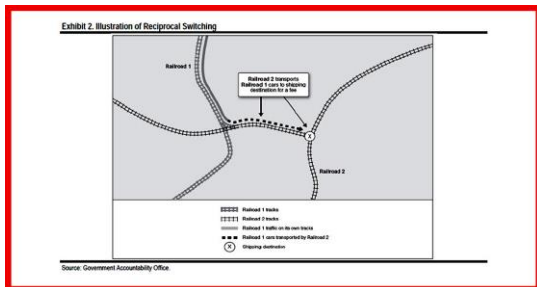 Exhibit 2. Illustration of Reciprocal Switching
Railroad 1
Railroad 2 transports
Railroad 1 cars to shipping
destination for a fee
X
Railroad 2
Railroad 1 tracks
Railroad 2 tracks
Railroad 1 traffic on its own tracks
Railroad 1 cars transported by Railroad 2
X Shipping destination
Source: Government Accountability Office.